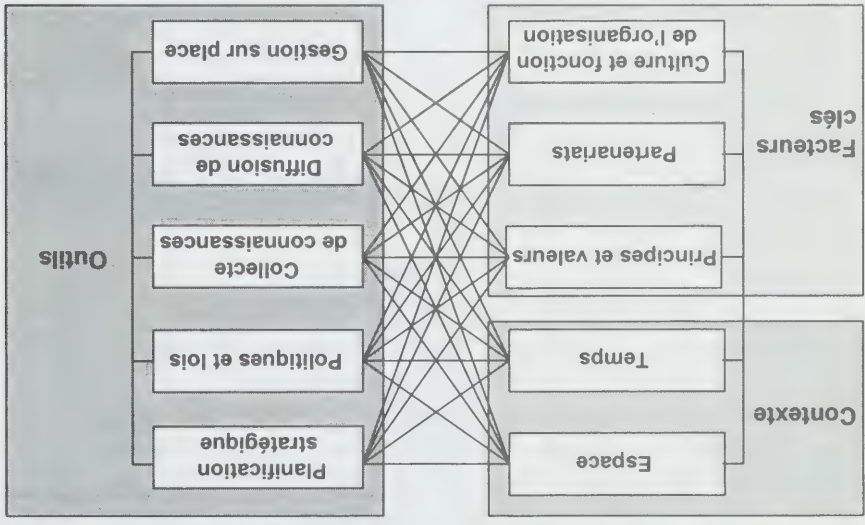 Contexte
Espace
Temps
Facteurs
clés
Principes et valeurs
Partenariats
Culture et fonction
de l'organisation
Planification
stratégique
Politiques et lois
Collecte
de connaissances
Diffusion de
connaissances
Gestion sur place
Outils